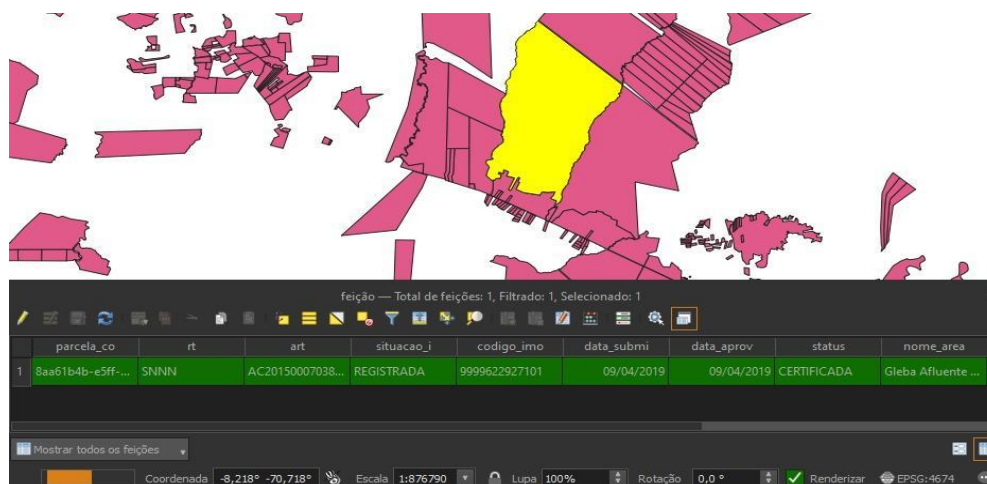 feição — Total de feições: 1, Filtrado: 1, Selecionado: 1
parcela_co rt art situacao_i codigo_imo data_submi data_aprov status nome_area
1 8aa61b4b-e5ff-... SNNN AC20150007038... REGISTRADA 9999622927101 09/04/2019 09/04/2019 CERTIFICADA Gleba Afluente ...
Mostrar todos os feições
Coordenada -8,218° -70,718° Escala 1:876790 Lupa 100% Rotação 0,0 ° Renderizar EPSG:4674